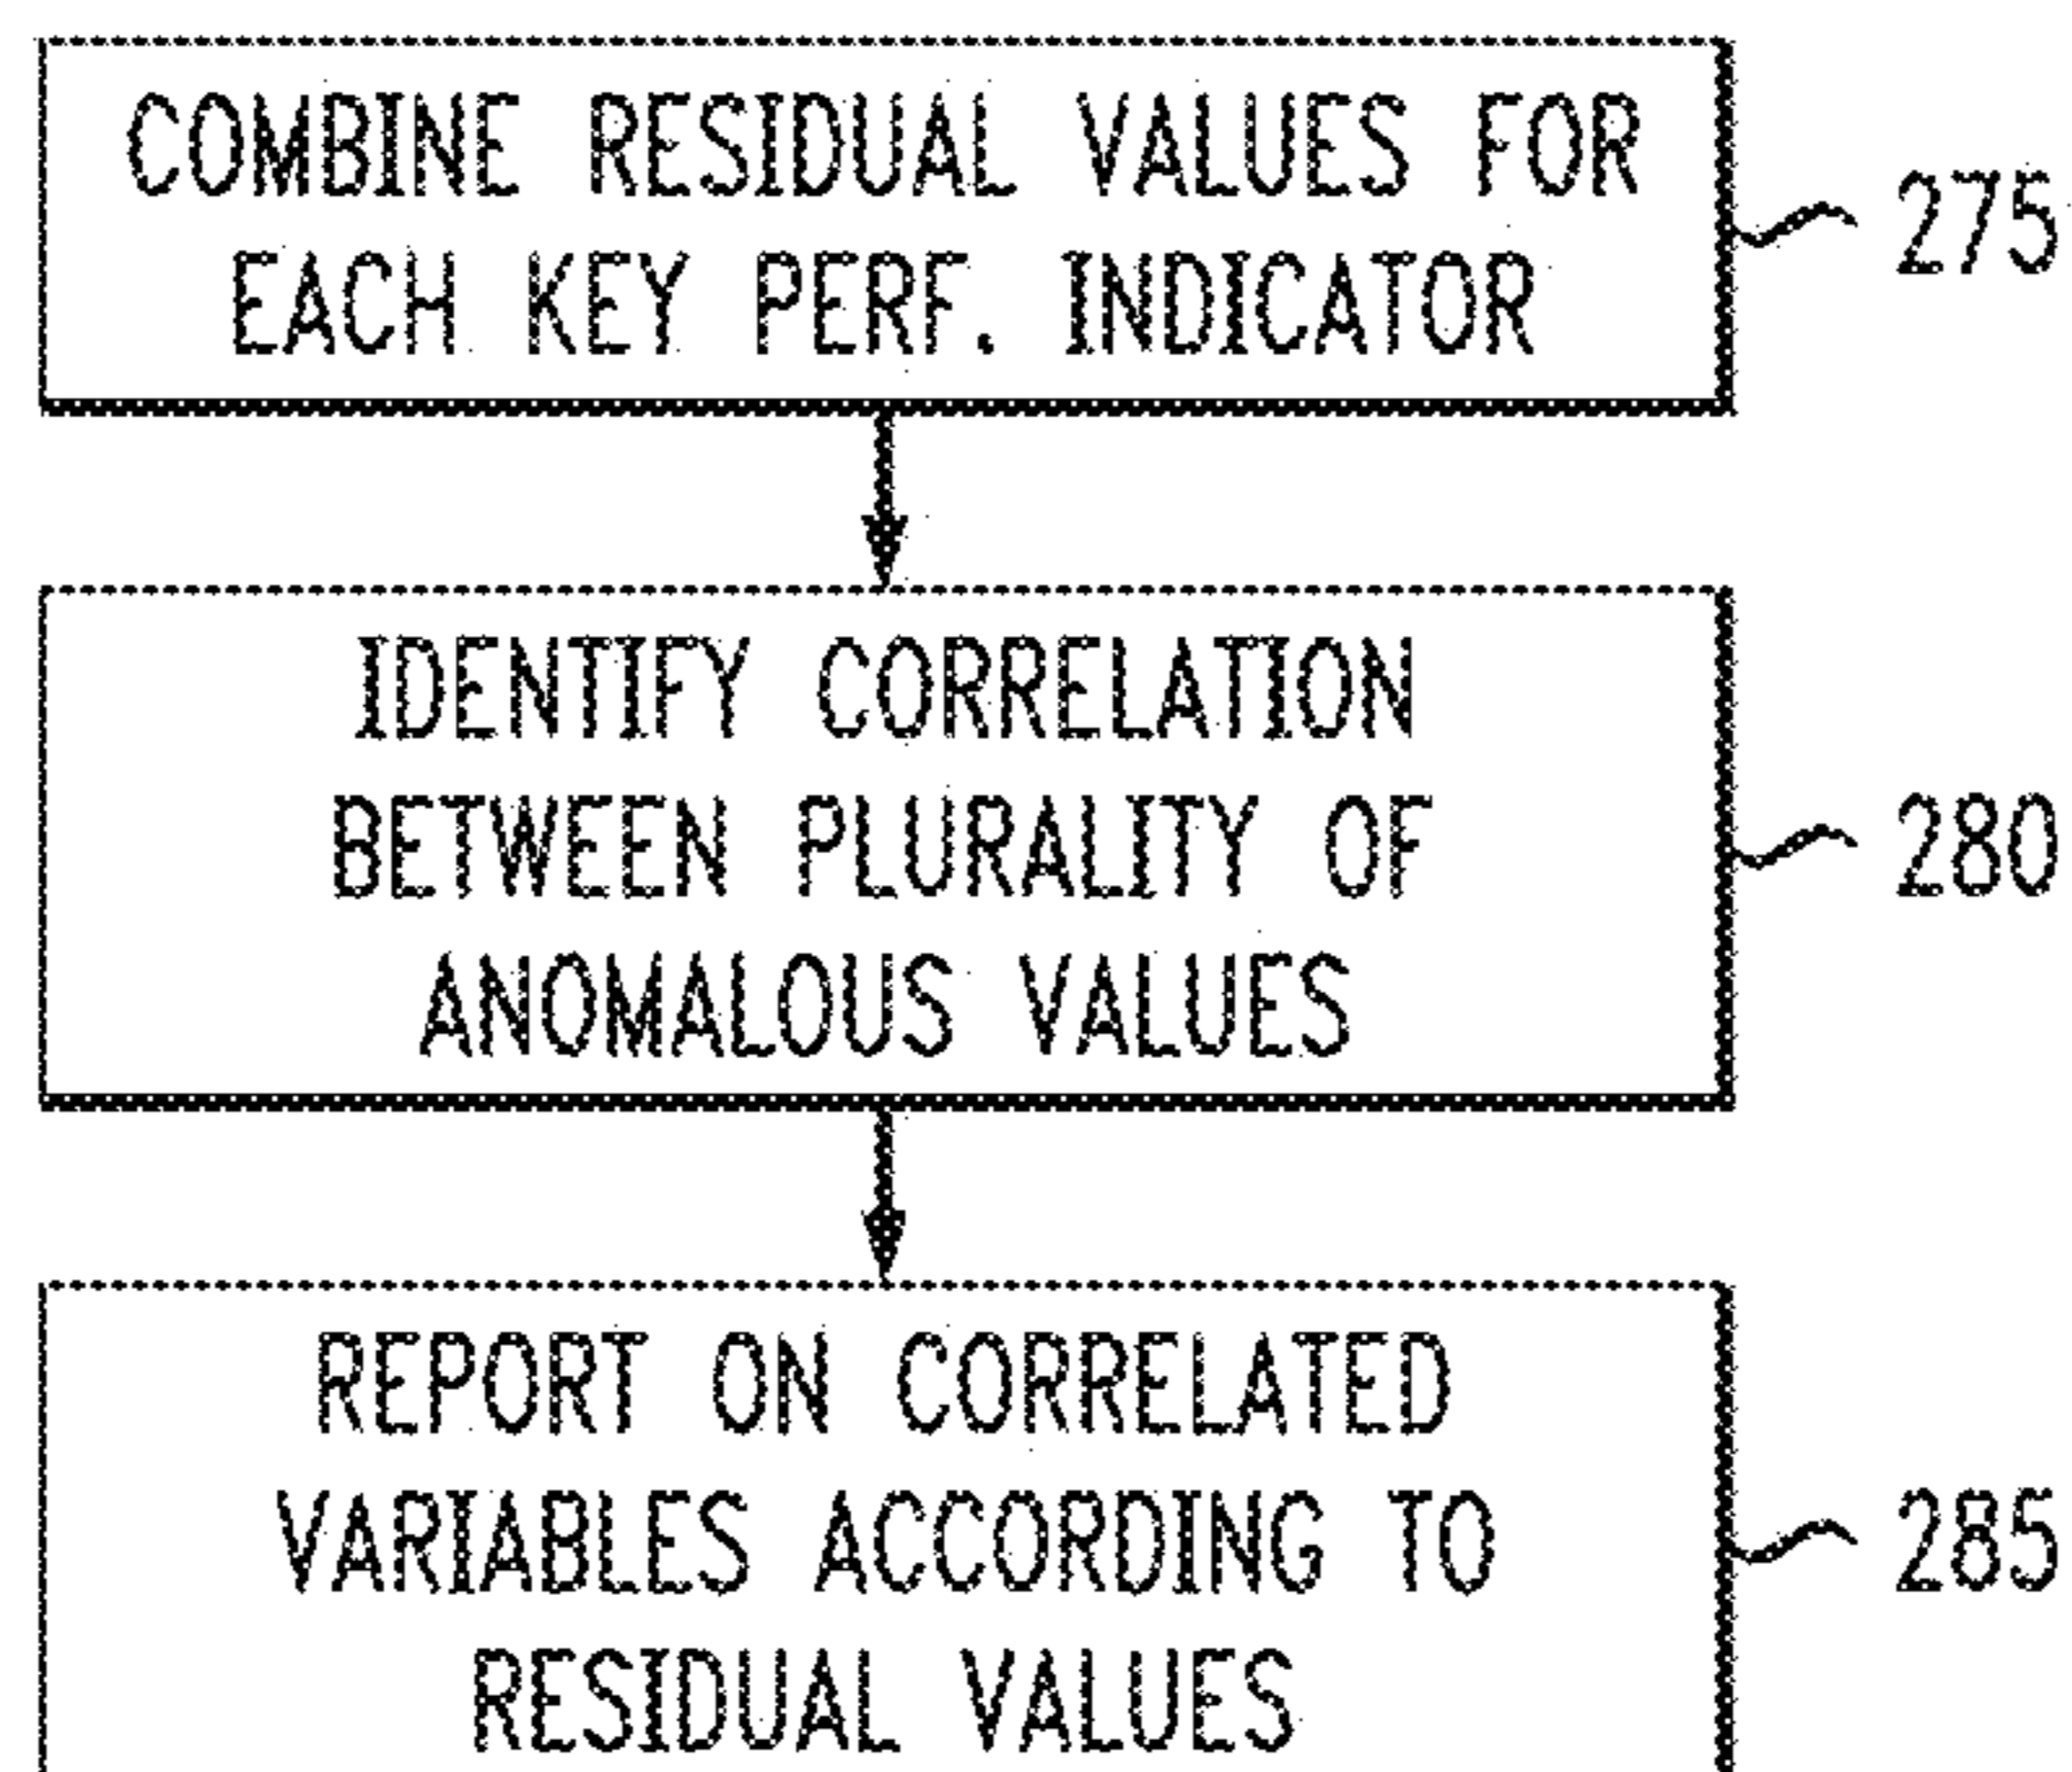 COMBINE RESIDUAL VALUES FOR
EACH KEY PERF. INDICATOR
275
IDENTIFY CORRELATION
BETWEEN PLURALITY OF
ANOMALOUS VALUES
280
REPORT ON CORRELATED
VARIABLES ACCORDING TO
RESIDUAL VALUES
285